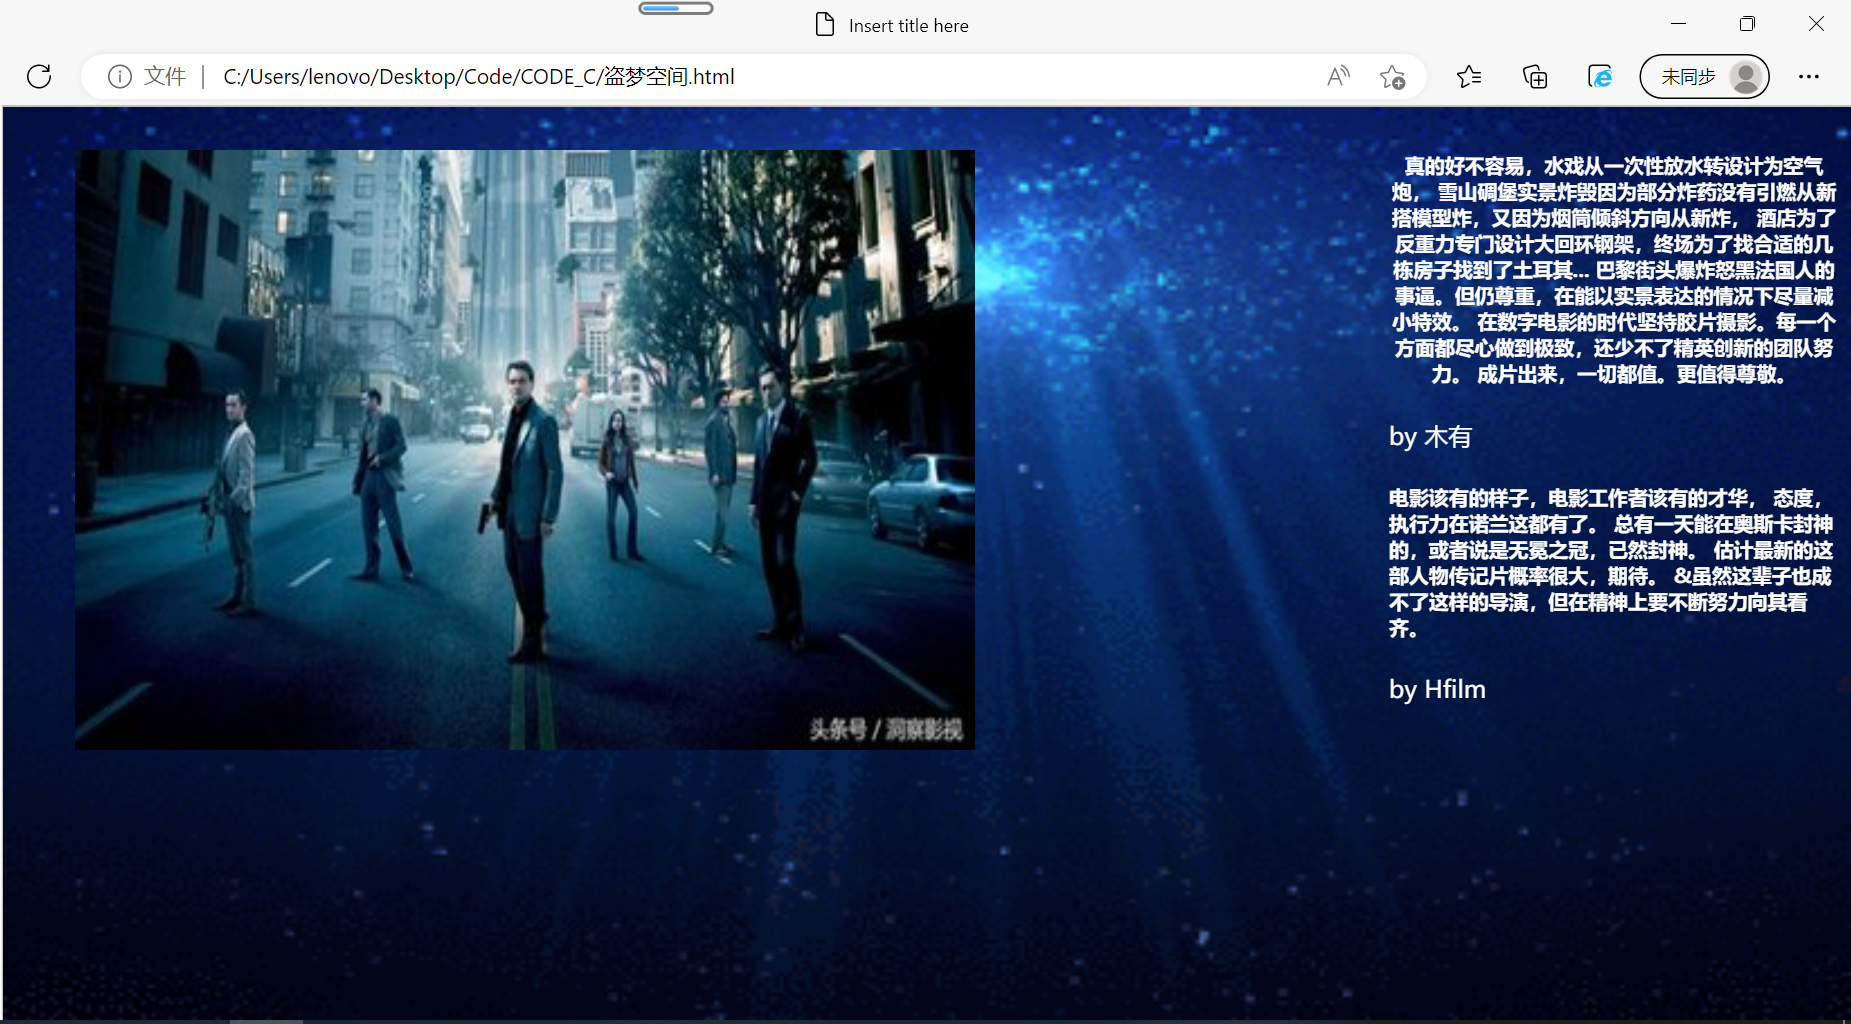 Insert title here
文件
C:/Users/lenovo/Desktop/Code/CODE_C/盗梦空间.html
未同步
真的好不容易，水戏从一次性放水转设计为空气
炮， 雪山碉堡实景炸毁因为部分炸药没有引燃从新
搭模型炸，又因为烟筒倾斜方向从新炸， 酒店为了
反重力专门设计大回环钢架，终场为了找合适的几
栋房子找到了土耳其... 巴黎街头爆炸怒黑法国人的
事逼。但仍尊重，在能以实景表达的情况下尽量减
小特效。 在数字电影的时代坚持胶片摄影。每一个
方面都尽心做到极致，还少不了精英创新的团队努
力。 成片出来，一切都值。更值得尊敬。
by 木有
电影该有的样子，电影工作者该有的才华， 态度，
执行力在诺兰这都有了。 总有一天能在奥斯卡封神
的，或者说是无冕之冠，已然封神。 估计最新的这
部人物传记片概率很大，期待。 &虽然这辈子也成
不了这样的导演，但在精神上要不断努力向其看
齐。
by Hfilm
头条号 / 洞察影视